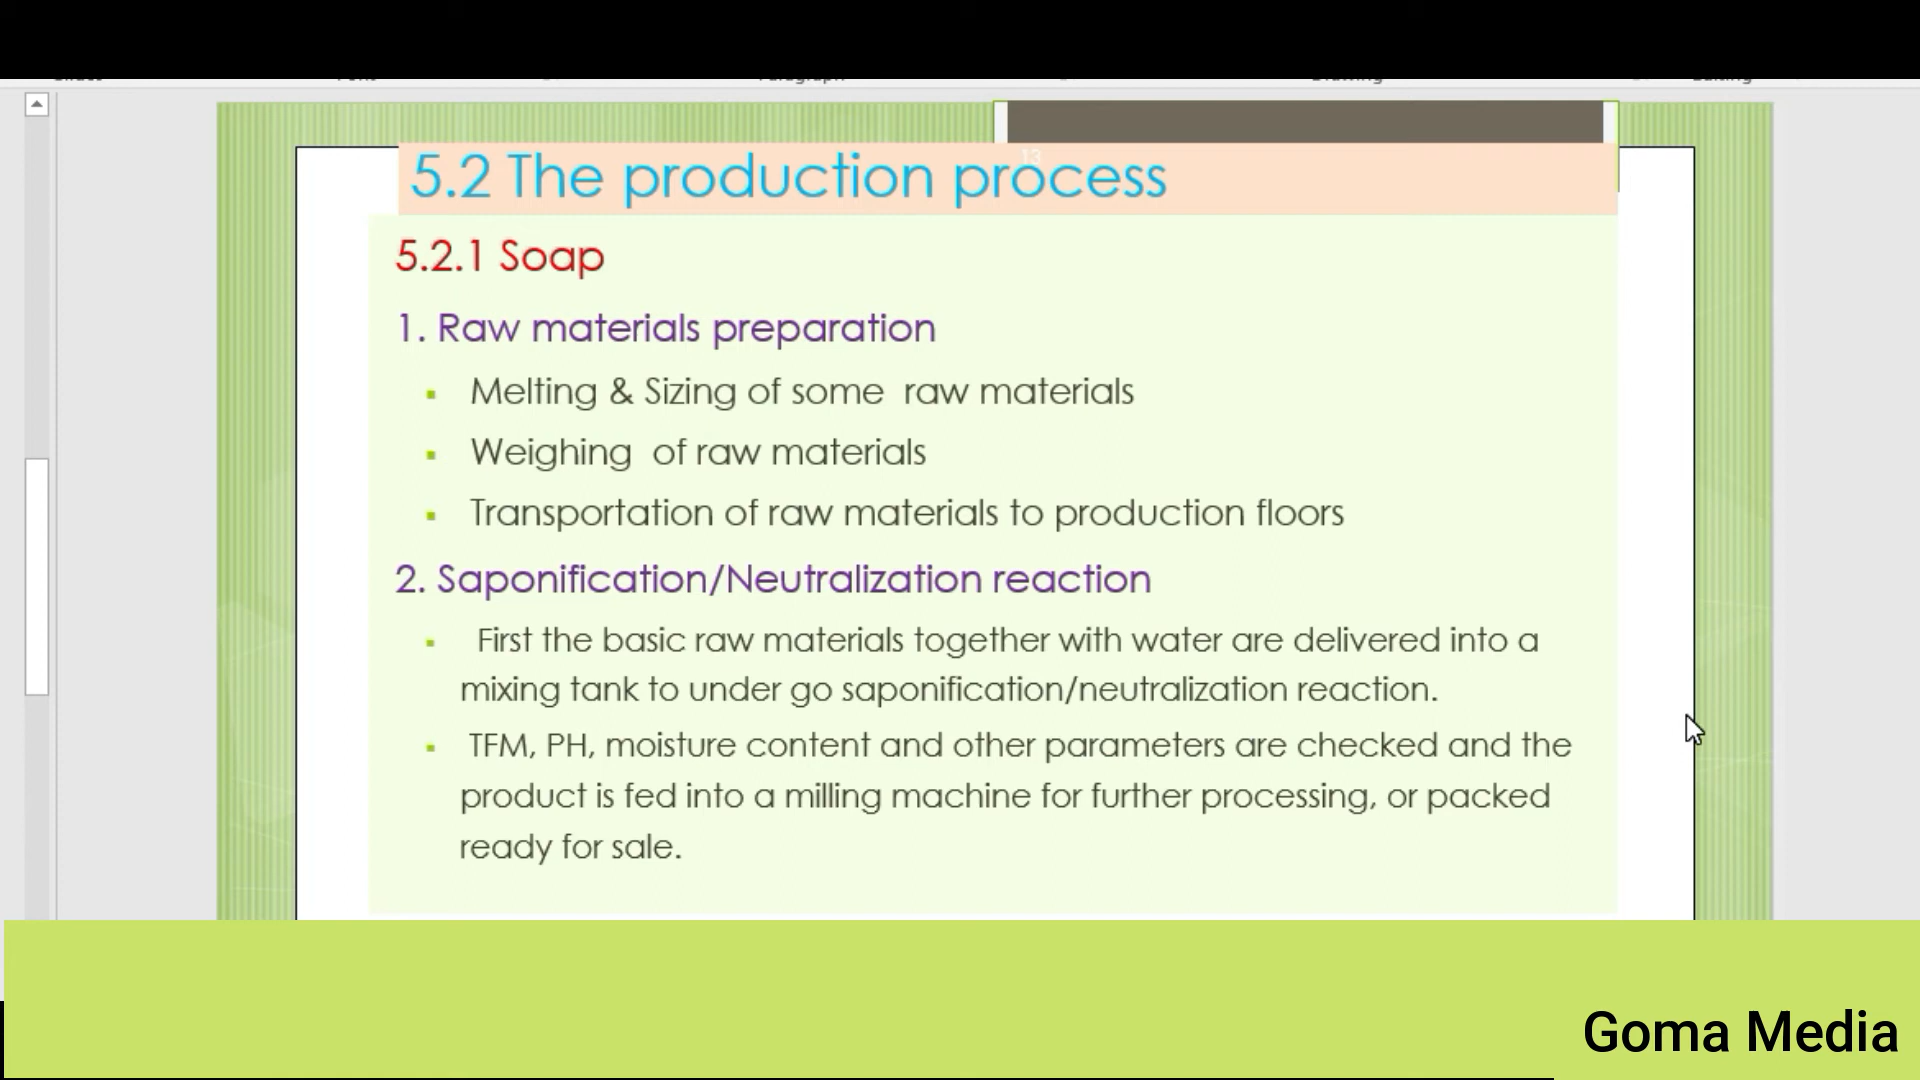 13
5.2 The production process
5.2.1 Soap
1. Raw materials preparation
▪ Melting & Sizing of some raw materials
▪ Weighing of raw materials
▪ Transportation of raw materials to production floors
2. Saponification/Neutralization reaction
▪ First the basic raw materials together with water are delivered into a
mixing tank to under go saponification/neutralization reaction.
▪ TFM, PH, moisture content and other parameters are checked and the
product is fed into a milling machine for further processing, or packed
ready for sale.
Goma Media